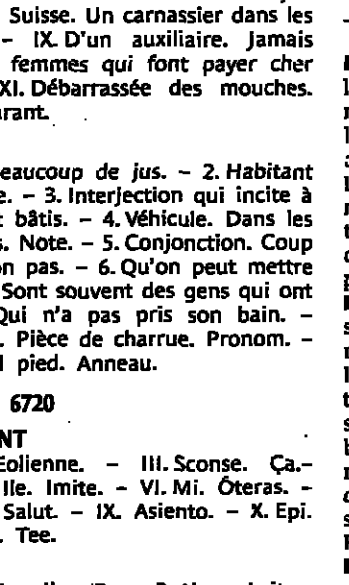 Suisse. Un carnassier dans les
– IX. D'un auxiliaire. Jamais
femmes qui font payer cher
XI. Débarrassée des mouches.
eaucoup de jus. – 2. Habitant
e. – 3. Interjection qui incite à
bâtis. – 4. Véhicule. Dans les
s. Note. – 5. Conjonction. Coup
on pas. – 6. Qu'on peut mettre
Sont souvent des gens qui ont
Qui n'a pas pris son bain. –
. Pièce de charrue. Pronom. –
pied. Anneau.
6720
NT
Eolienne. – III. Sconse. Ça.–
Ile. Imite. – VI. Mi. Ôteras. –
Salut. – IX. Asiento. – X. Epi.
. Tee.